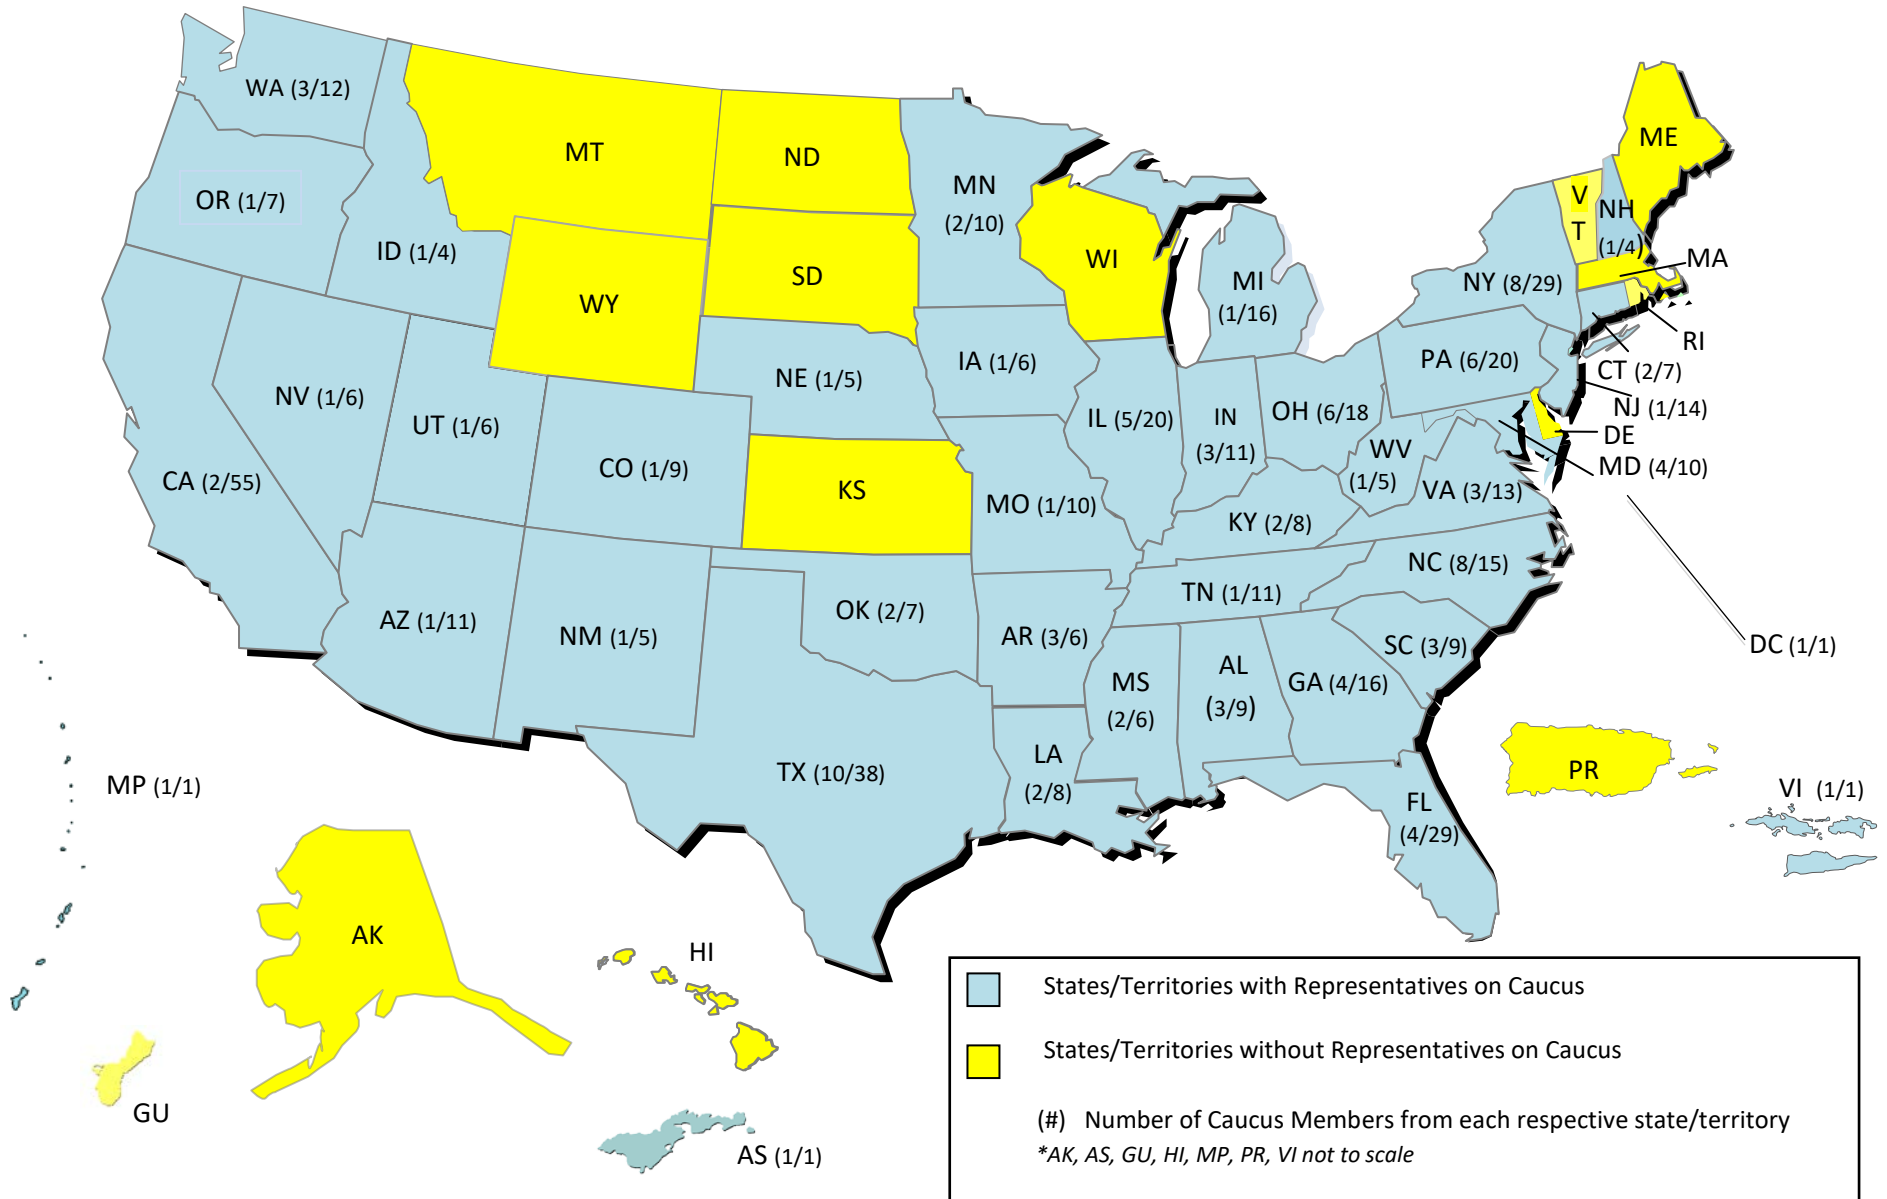 WA (3/12)
MT
ND
ME
OR (1/7)
MN
(2/10)
V
T
NH
(1/4)
ID (1/4)
WI
MA
SD
NY (8/29)
MI
(1/16)
WY
RI
PA (6/20)
IA (1/6)
CT (2/7)
NE (1/5)
NV (1/6)
NJ (1/14)
UT (1/6)
IL (5/20)
IN
(3/11)
OH (6/18
DE
WV
(1/5)
MD (4/10)
CO (1/9)
CA (2/55)
KS
VA (3/13)
MO (1/10)
KY (2/8)
NC (8/15)
TN (1/11)
OK (2/7)
AZ (1/11)
NM (1/5)
AR (3/6)
SC (3/9)
DC (1/1)
AL
(3/9)
MS
(2/6)
GA (4/16)
LA
(2/8)
TX (10/38)
PR
MP (1/1)
VI (1/1)
FL
(4/29)
AK
HI
GU
AS (1/1)
States/Territories with Representatives on Caucus
States/Territories without Representatives on Caucus
(#) Number of Caucus Members from each respective state/territory
*AK, AS, GU, HI, MP, PR, VI not to scale